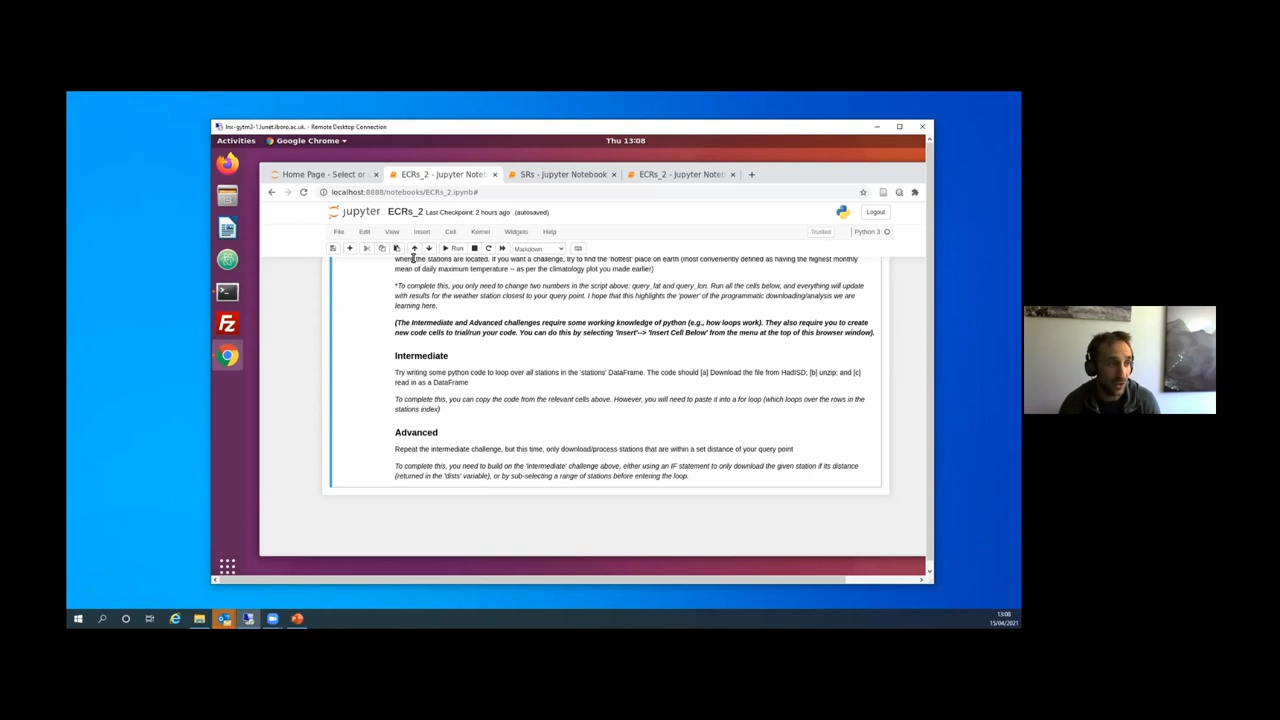 lnx-gytm3-1.lunet.lboro.ac.uk. - Remote Desktop Connection
Activities Google Chrome Thu 13:08
Home Page - Select or ECRs_2 - Jupyter Noteb SRs - Jupyter Notebook ECRs_2 - Jupyter Noteb
localhost:8888/notebooks/ECRs_2.ipynb#
jupyter ECRs_2 Last Checkpoint: 2 hours ago (autosaved) Logout
File Edit View Insert Cell Kernel Widgets Help Trusted Python 3
Run Markdown
where the stations are located. If you want a challenge, try to find the 'hottest' place on earth (most conveniently defined as having the highest monthly
mean of daily maximum temperature -- as per the climatology plot you made earlier)
*To complete this, you only need to change two numbers in the script above: query_lat and query_lon. Run all the cells below, and everything will update
with results for the weather station closest to your query point. I hope that this highlights the 'power' of the programmatic downloading/analysis we are
learning here.
(The Intermediate and Advanced challenges require some working knowledge of python (e.g., how loops work). They also require you to create
new code cells to trial/run your code. You can do this by selecting 'Insert'--> 'Insert Cell Below' from the menu at the top of this browser window).
Intermediate
Try writing some python code to loop over all stations in the 'stations' DataFrame. The code should [a] Download the file from HadISD; [b] unzip; and [c]
read in as a DataFrame
To complete this, you can copy the code from the relevant cells above. However, you will need to paste it into a for loop (which loops over the rows in the
stations index)
Advanced
Repeat the intermediate challenge, but this time, only download/process stations that are within a set distance of your query point
To complete this, you need to build on the 'intermediate' challenge above, either using an IF statement to only download the given station if its distance
(returned in the 'dists' variable), or by sub-selecting a range of stations before entering the loop.
13:08
15/04/2021